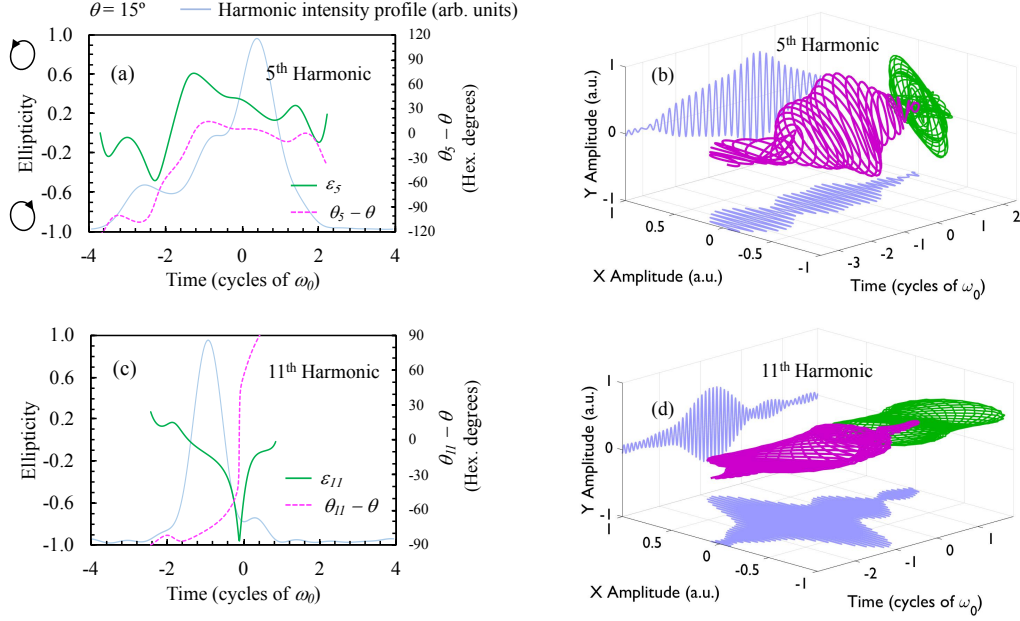 θ = 15º
Harmonic intensity profile (arb. units)
(a)
5th Harmonic
1.0
0.6
0.2
-0.2
-0.6
-1.0
Ellipticity
120
90
60
30
0
-30
-60
-90
-120
θ5 – θ
(Hex. degrees)
ε5
θ5 – θ
-4
-2
0
2
4
Time (cycles of ω0)
(b)
5th Harmonic
1
0
-1
Y Amplitude (a.u.)
1
0.5
0
-0.5
-1
X Amplitude (a.u.)
-3
-2
-1
0
1
2
Time (cycles of ω0)
(c)
11th Harmonic
1.0
0.6
0.2
-0.2
-0.6
-1.0
Ellipticity
90
60
30
0
-30
-60
-90
θ11 – θ
(Hex. degrees)
ε11
θ11 – θ
-4
-2
0
2
4
Time (cycles of ω0)
(d)
11th Harmonic
1
0
-1
Y Amplitude (a.u.)
1
0.5
0
-0.5
-1
X Amplitude (a.u.)
-2
-1
0
1
Time (cycles of ω0)